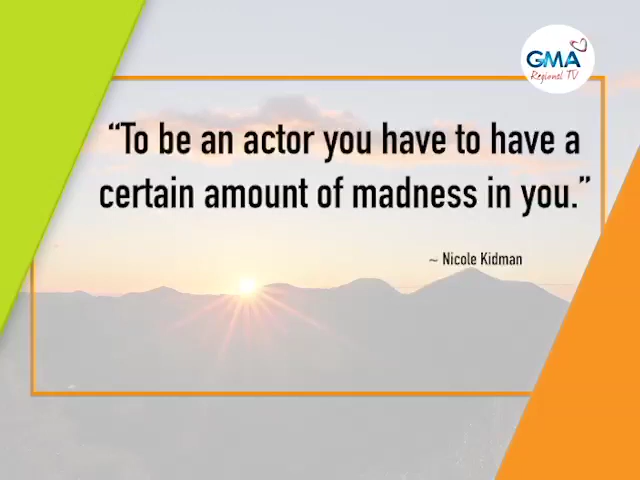 GMA
Regional TV
“To be an actor you have to have a
certain amount of madness in you.”
~ Nicole Kidman